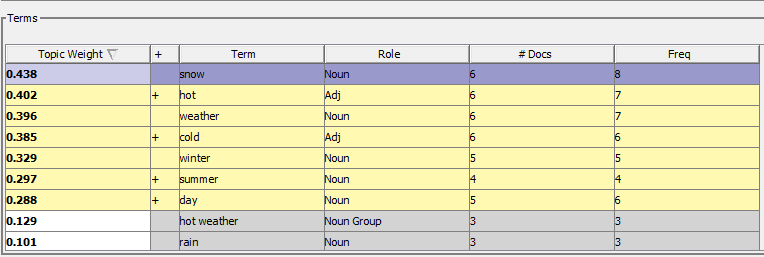 Terms
Topic Weight + Term Role # Docs Freq
0.438 snow Noun 6 8
0.402 + hot Adj 6 7
0.396 weather Noun 6 7
0.385 + cold Adj 6 6
0.329 winter Noun 5 5
0.297 + summer Noun 4 4
0.288 + day Noun 5 6
0.129 hot weather Noun Group 3 3
0.101 rain Noun 3 3